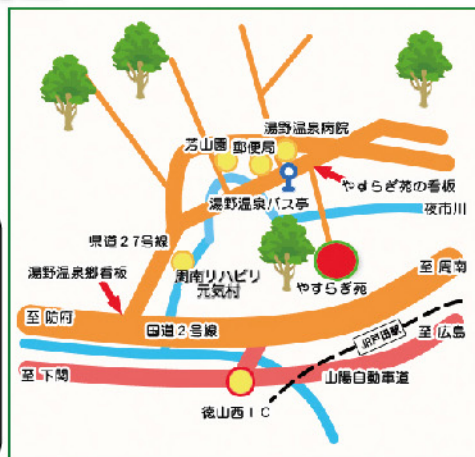 湯野温泉病院
芳山園
郵便局
やすらぎ苑の看板
湯野温泉バス亭
夜市川
県道27号線
周南リハビリ
元気村
湯野温泉郷看板
やすらぎ苑
至 周南
至 防府
国道2号線
JR戸田駅
至 広島
至 下関
山陽自動車道
徳山西IC